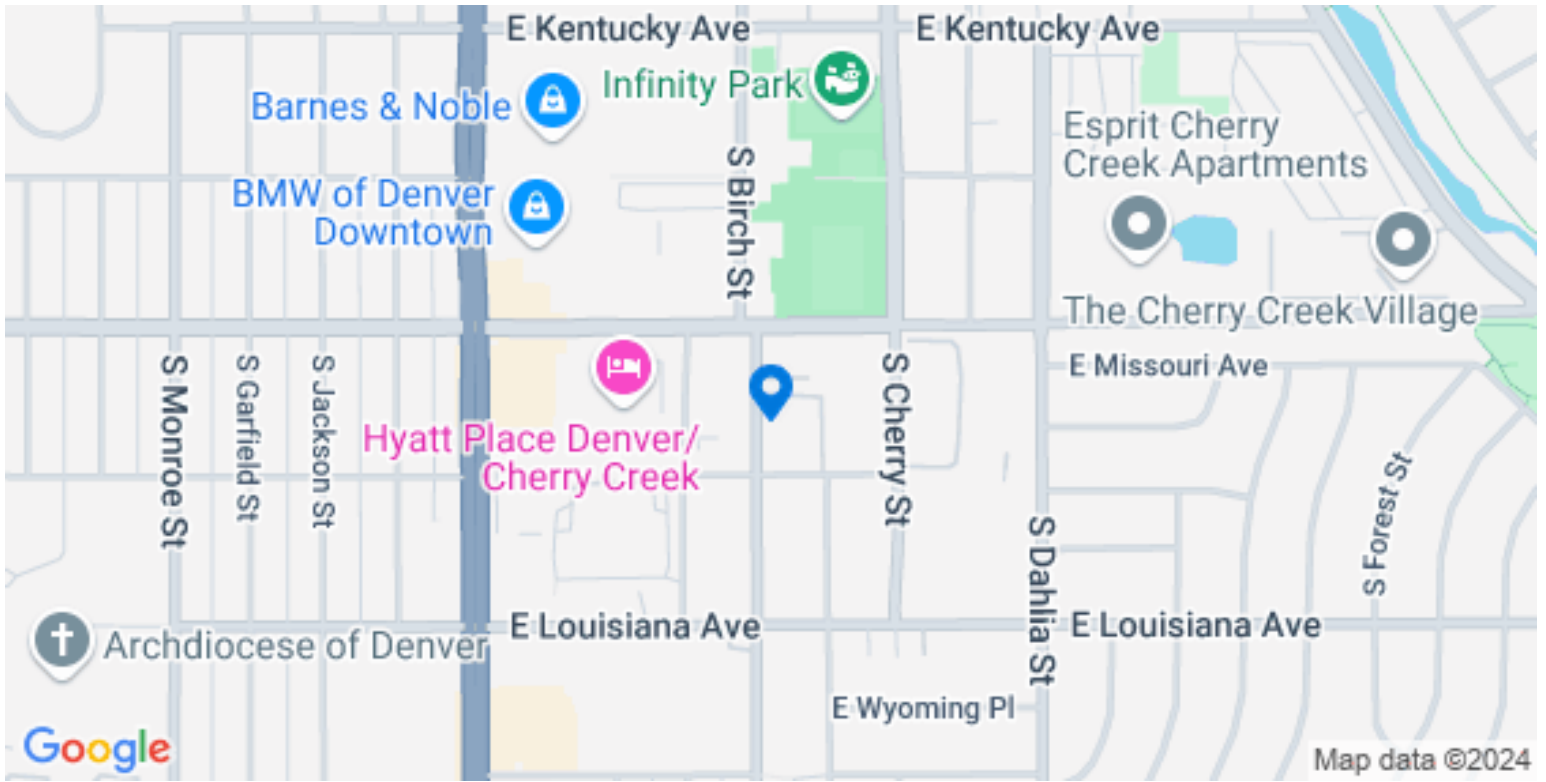 E Kentucky Ave
E Kentucky Ave
Barnes & Noble
Infinity Park
Esprit Cherry
Creek Apartments
BMW of Denver
Downtown
S Birch St
The Cherry Creek Village
S Monroe St
S Garfield St
S Jackson St
Hyatt Place Denver/
Cherry Creek
S Cherry St
E Missouri Ave
S Forest St
S Dahlia St
Archdiocese of Denver
E Louisiana Ave
E Louisiana Ave
E Wyoming Pl
Google
Map data ©2024